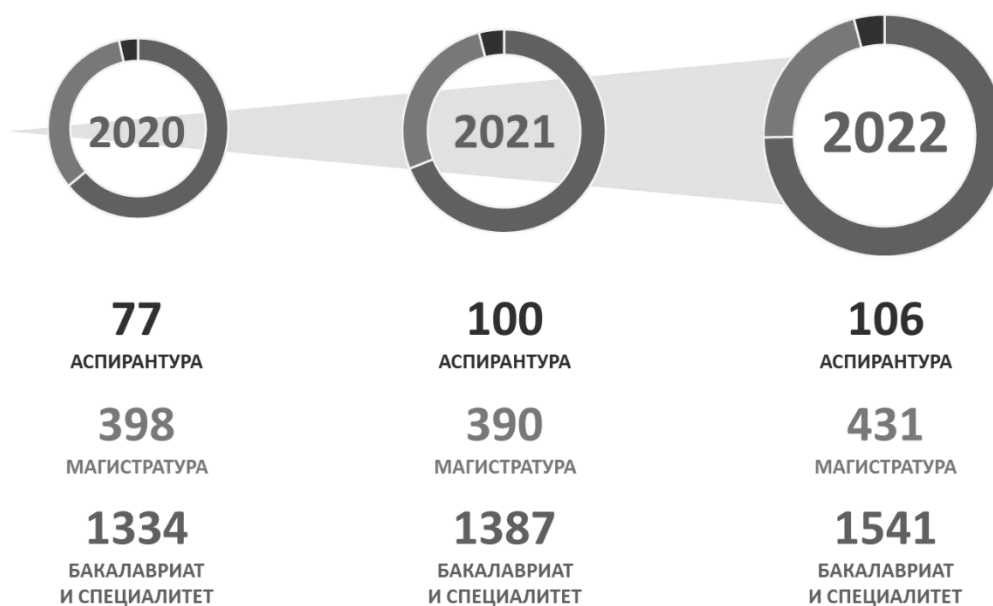 2020
2021
2022
77
АСПИРАНТУРА
100
АСПИРАНТУРА
106
АСПИРАНТУРА
398
МАГИСТРАТУРА
390
МАГИСТРАТУРА
431
МАГИСТРАТУРА
1334
БАКАЛАВРИАТ
И СПЕЦИАЛИТЕТ
1387
БАКАЛАВРИАТ
И СПЕЦИАЛИТЕТ
1541
БАКАЛАВРИАТ
И СПЕЦИАЛИТЕТ